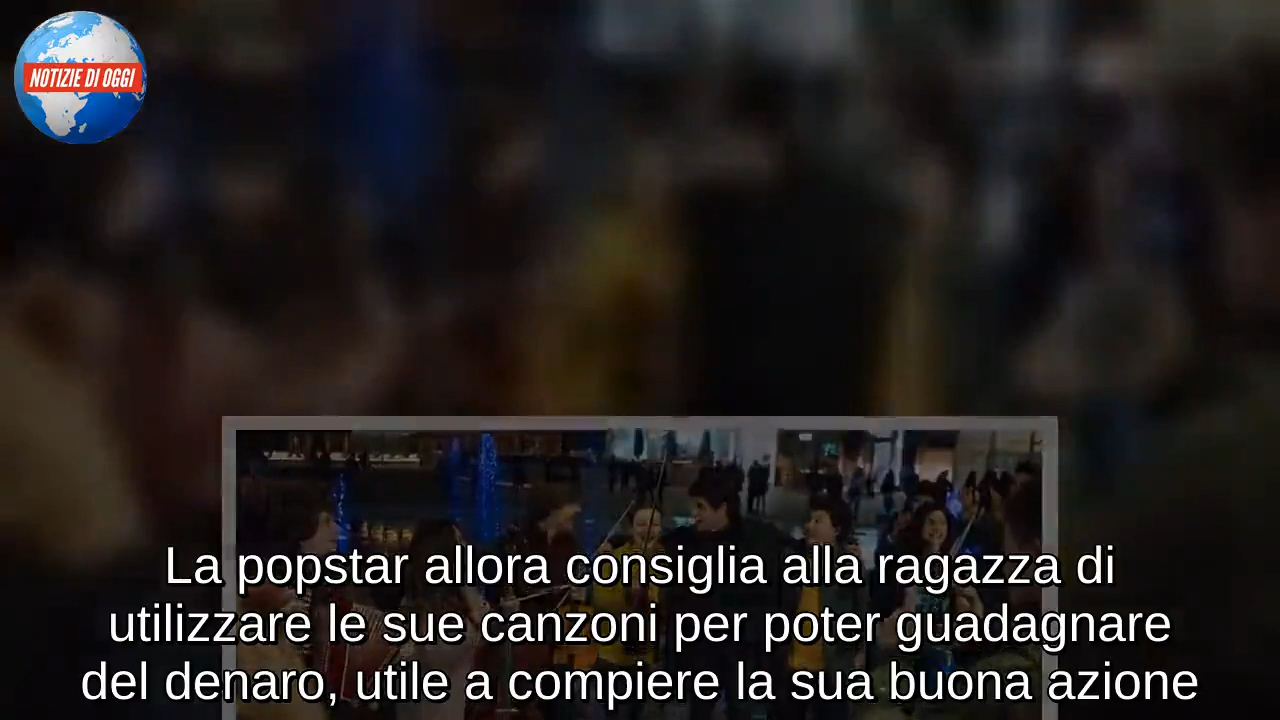 NOTIZIE DI OGGI
La popstar allora consiglia alla ragazza di
utilizzare le sue canzoni per poter guadagnare
del denaro, utile a compiere la sua buona azione